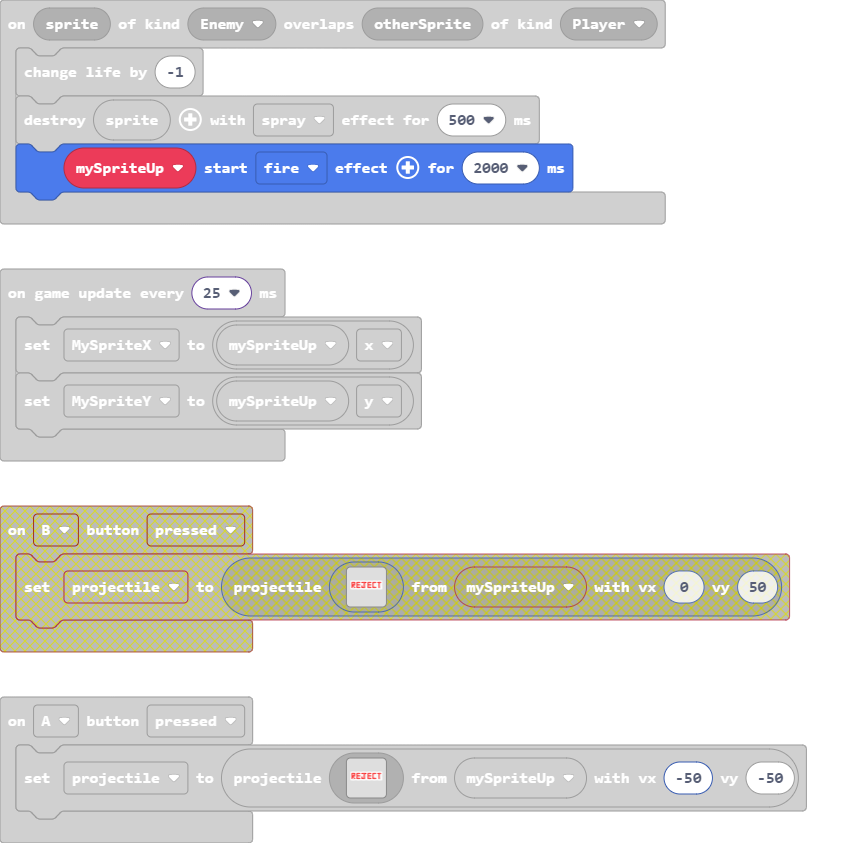 on sprite of kind Enemy overlaps otherSprite of kind Player
change life by -1
destroy sprite with spray effect for 500 ms
mySpriteUp start fire effect for 2000 ms
on game update every 25 ms
set MySpriteX to mySpriteUp x
set MySpriteY to mySpriteUp y
on B button pressed
set projectile to projectile REJECT from mySpriteUp with vx 0 vy 50
on A button pressed
set projectile to projectile REJECT from mySpriteUp with vx -50 vy -50